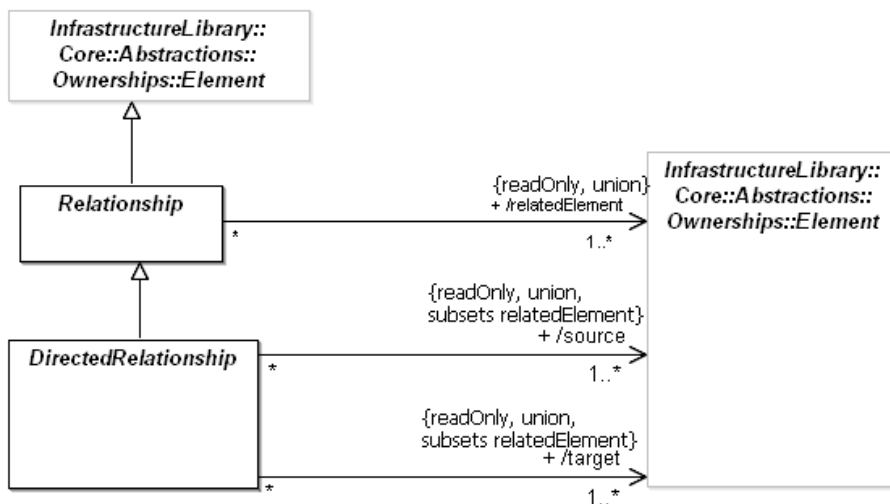 InfrastructureLibrary::
Core::Abstractions::
Ownerships::Element
InfrastructureLibrary::
Core::Abstractions::
Ownerships::Element
Relationship
{readOnly, union}
+ /relatedElement
*
1..*
{readOnly, union,
subsets relatedElement}
+ /source
DirectedRelationship
*
1..*
{readOnly, union,
subsets relatedElement}
+ /target
*
1..*